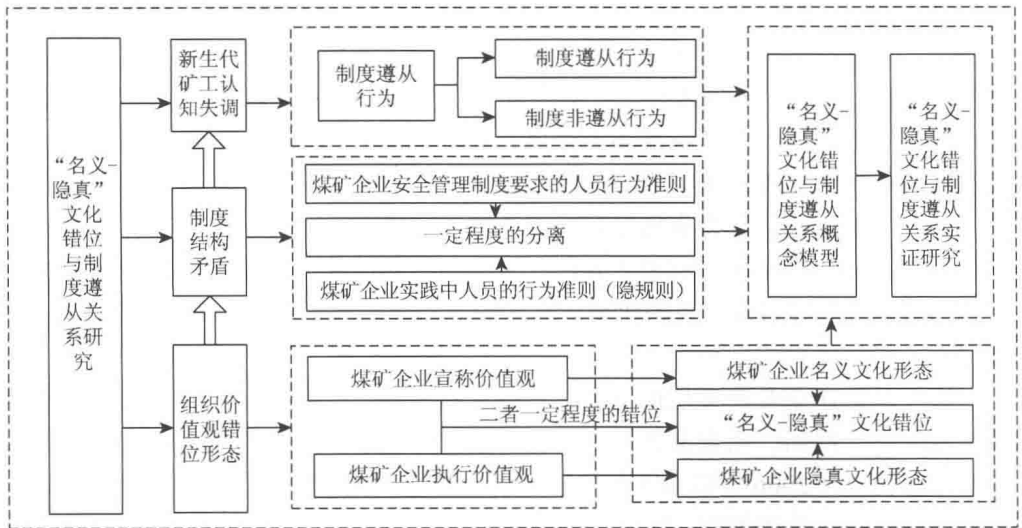 “名义-
隐真”
文化
错位
与制
度遵
从关
系研
究
新生代
矿工认
知失调
制度
结构
矛盾
组织价
值观错
位形态
制度遵从
行为
制度遵从行为
制度非遵从行为
煤矿企业安全管理制度要求的人员行为准则
一定程度的分离
煤矿企业实践中人员的行为准则（隐规则）
煤矿企业宣称价值观
二者一定程度的错位
煤矿企业执行价值观
煤矿企业名义文化形态
“名义-隐真”文化错位
煤矿企业隐真文化形态
“名义-
隐真”
文化错
位与制
度遵从
关系概
念模型
“名义-
隐真”
文化错
位与制
度遵从
关系实
证研究